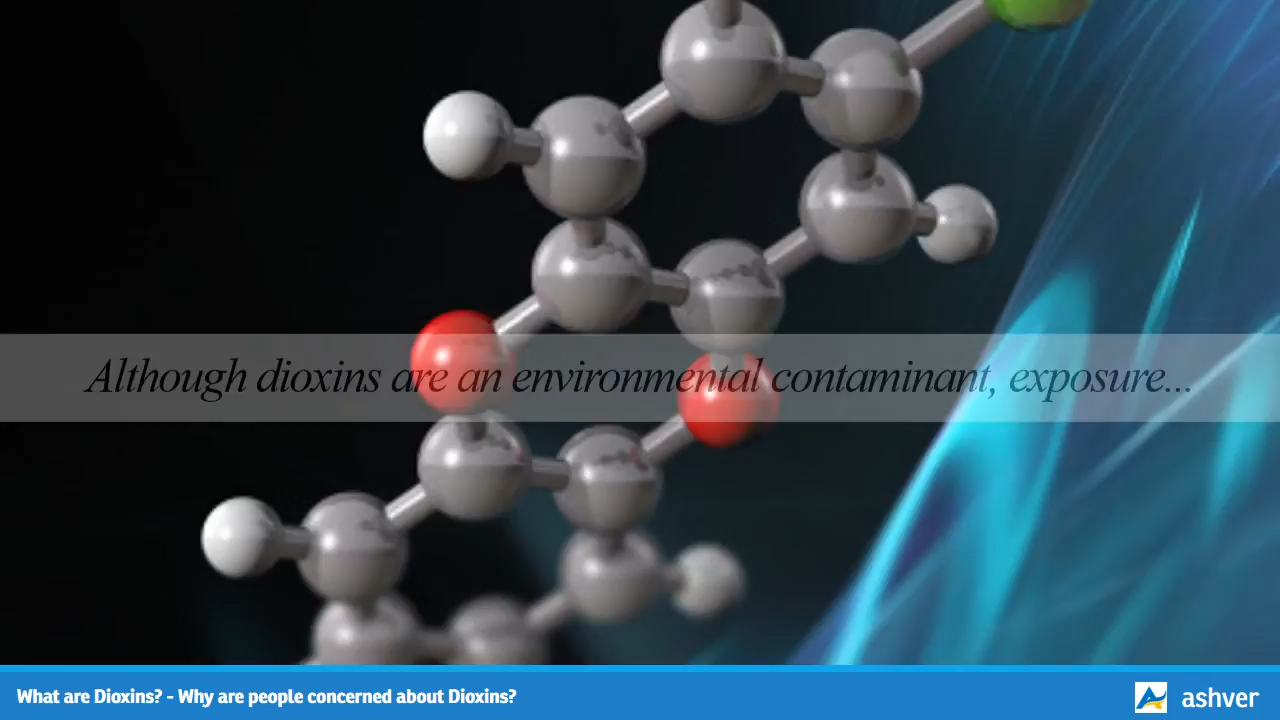 Although dioxins are an environmental contaminant, exposure...
What are Dioxins? - Why are people concerned about Dioxins?
ashver